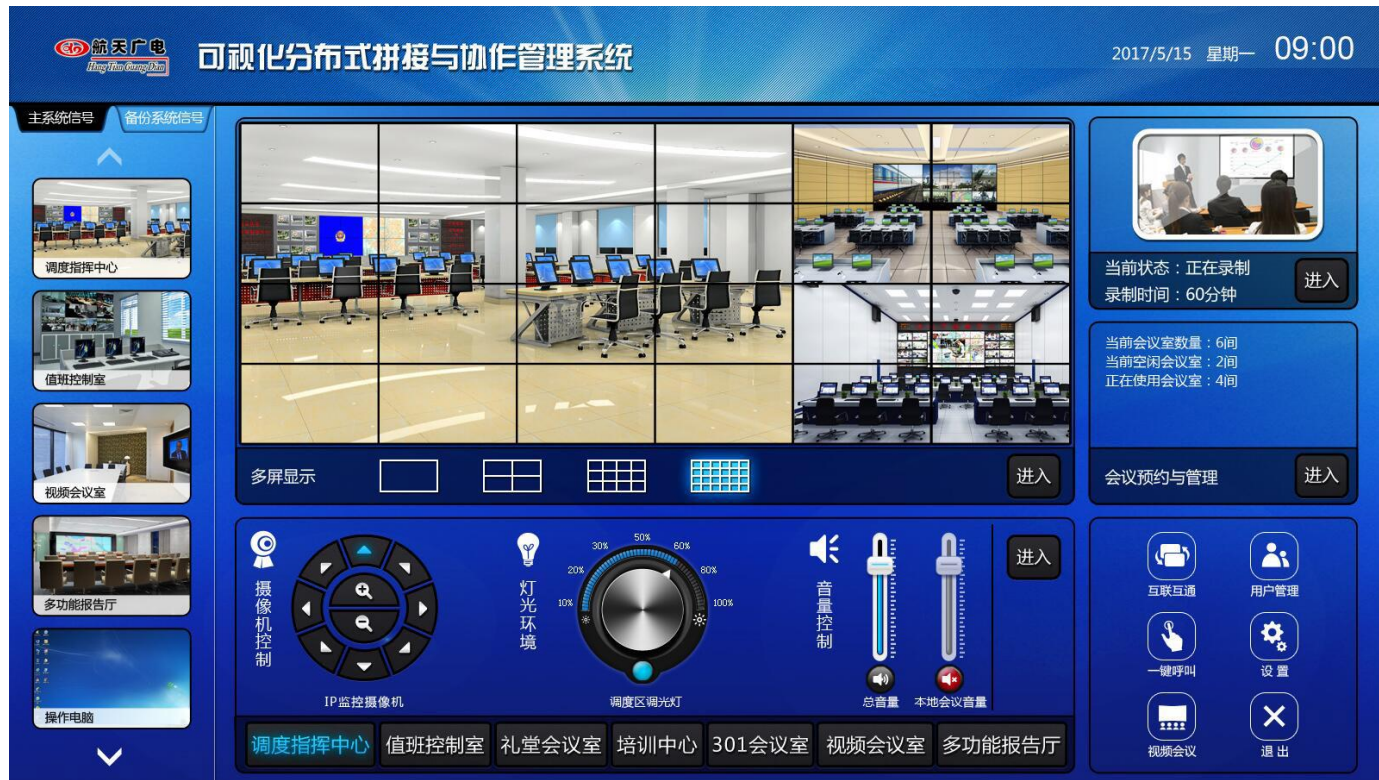 航天广电
Hang Tian Guang Dian
可视化分布式拼接与协作管理系统
2017/5/15 星期一 09:00
主系统信号 备份系统信号
调度指挥中心
值班控制室
视频会议室
多功能报告厅
操作电脑
多屏显示 进入
当前状态：正在录制
录制时间：60分钟
进入
当前会议室数量：6间
当前空闲会议室：2间
正在使用会议室：4间
会议预约与管理 进入
摄像机控制
IP监控摄像机
灯光环境
10% 20% 30% 50% 60% 80% 100%
调度区调光灯
音量控制
总音量 本地会议音量
进入
调度指挥中心 值班控制室 礼堂会议室 培训中心 301会议室 视频会议室 多功能报告厅
互联互通 用户管理
一键呼叫 设置
视频会议 退出